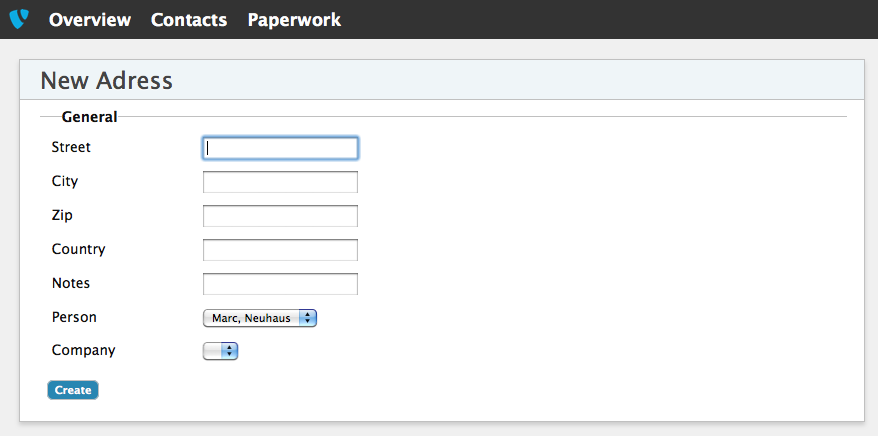 Overview Contacts Paperwork
New Adress
General
Street
City
Zip
Country
Notes
Person Marc, Neuhaus
Company
Create